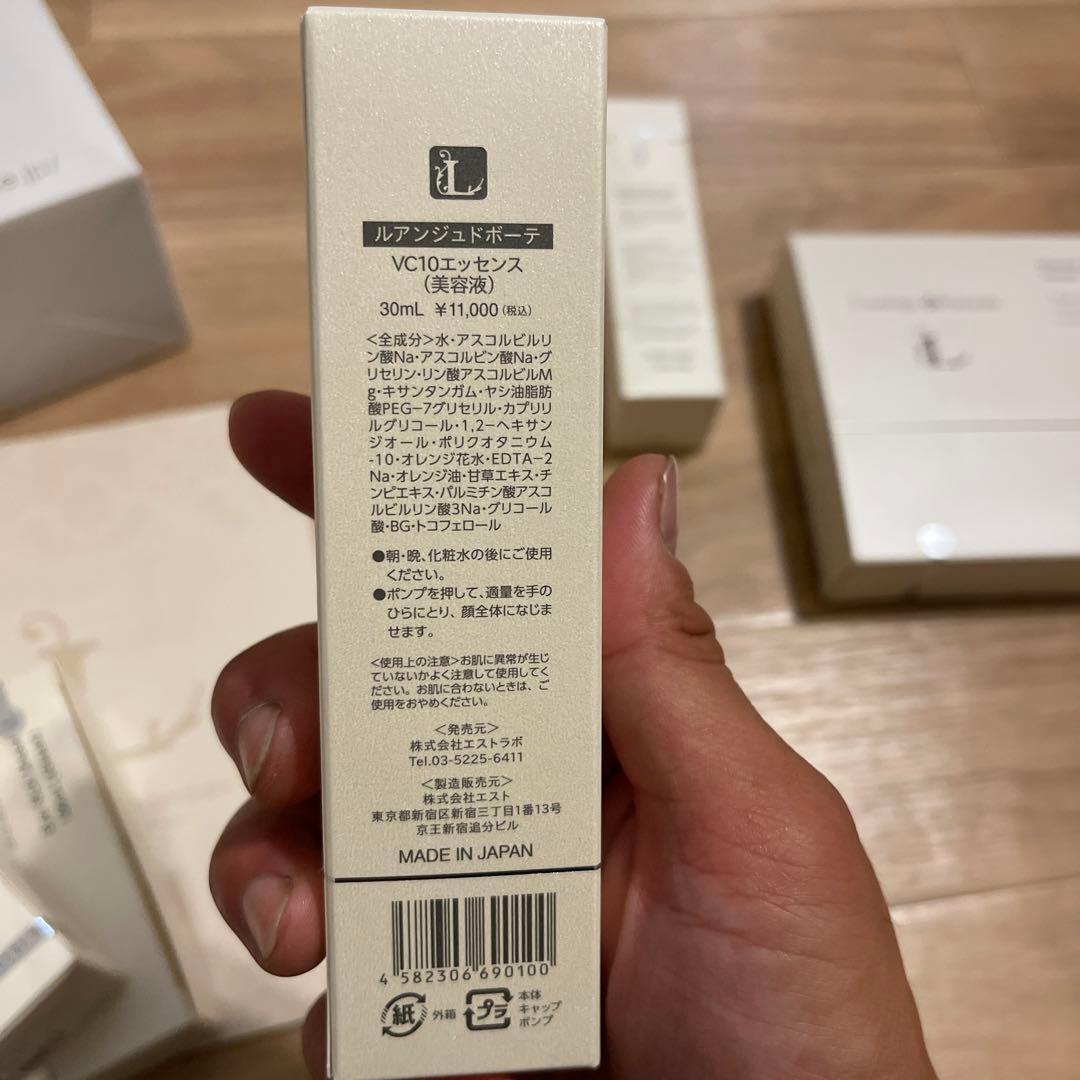 ルアンジュドボーテ
VC10エッセンス
(美容液)
30mL ¥11,000(税込)
<全成分>水・アスコルビルリ
ン酸Na・アスコルビン酸Na・グ
リセリン・リン酸アスコルビルM
g・キサンタンガム・ヤシ油脂肪
酸PEG-7グリセリル・カプリリ
ルグリコール・1,2-ヘキサン
ジオール・ポリクオタニウム
-10・オレンジ花水・EDTA-2
Na・オレンジ油・甘草エキス・チ
ンピエキス・パルミチン酸アスコ
ルビルリン酸3Na・グリコール
酸・BG・トコフェロール
●朝・晩、化粧水の後にご使用
ください。
●ポンプを押して、適量を手の
ひらにとり、顔全体になじま
せます。
<使用上の注意>お肌に異常が生じ
ていないかよく注意して使用してく
ださい。お肌に合わないときは、ご
使用をおやめください。
<発売元>
株式会社エストラボ
Tel.03-5225-6411
<製造販売元>
株式会社エスト
東京都新宿区新宿三丁目1番13号
京王新宿追分ビル
MADE IN JAPAN
4 582306 690100
紙 外箱 プラ 本体
キャップ
ポンプ